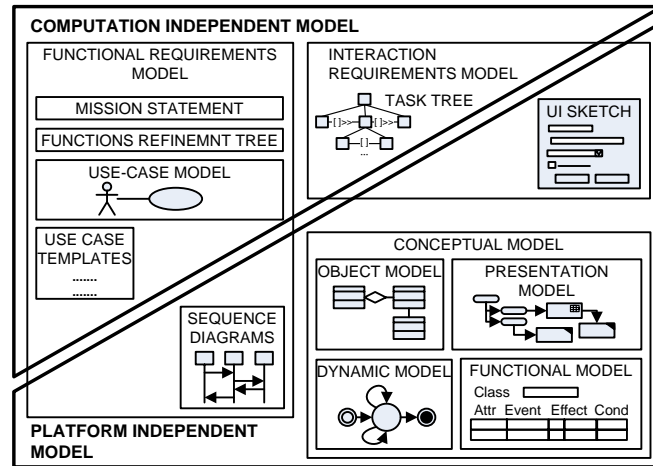 COMPUTATION INDEPENDENT MODEL
FUNCTIONAL REQUIREMENTS
MODEL
MISSION STATEMENT
FUNCTIONS REFINEMNT TREE
USE-CASE MODEL
USE CASE
TEMPLATES
.......
.......
SEQUENCE
DIAGRAMS
INTERACTION
REQUIREMENTS MODEL
TASK TREE
[ ]>> [ ]>>
[ ]
...
UI SKETCH
CONCEPTUAL MODEL
OBJECT MODEL
PRESENTATION
MODEL
DYNAMIC MODEL
FUNCTIONAL MODEL
Class
Attr Event Effect Cond
PLATFORM INDEPENDENT
MODEL